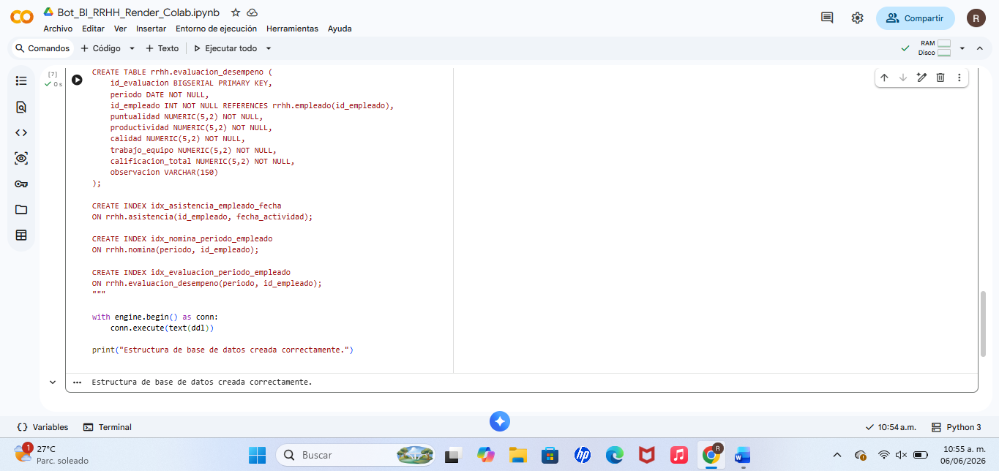 CO Bot_BI_RRHH_Render_Colab.ipynb
Compartir
R
Archivo Editar Ver Insertar Entorno de ejecución Herramientas Ayuda
Comandos + Código + Texto Ejecutar todo
RAM
Disco
[7]
0 s
CREATE TABLE rrhh.evaluacion_desempeno (
id_evaluacion BIGSERIAL PRIMARY KEY,
periodo DATE NOT NULL,
id_empleado INT NOT NULL REFERENCES rrhh.empleado(id_empleado),
puntualidad NUMERIC(5,2) NOT NULL,
productividad NUMERIC(5,2) NOT NULL,
calidad NUMERIC(5,2) NOT NULL,
trabajo_equipo NUMERIC(5,2) NOT NULL,
calificacion_total NUMERIC(5,2) NOT NULL,
observacion VARCHAR(150)
);
CREATE INDEX idx_asistencia_empleado_fecha
ON rrhh.asistencia(id_empleado, fecha_actividad);
CREATE INDEX idx_nomina_periodo_empleado
ON rrhh.nomina(periodo, id_empleado);
CREATE INDEX idx_evaluacion_periodo_empleado
ON rrhh.evaluacion_desempeno(periodo, id_empleado);
"""
with engine.begin() as conn:
conn.execute(text(ddl))
print("Estructura de base de datos creada correctamente.")
Estructura de base de datos creada correctamente.
{} Variables Terminal
10:54 a.m. Python 3
1
27°C
Parc. soleado
Buscar
hp
R
W
10:55 a. m.
06/06/2026